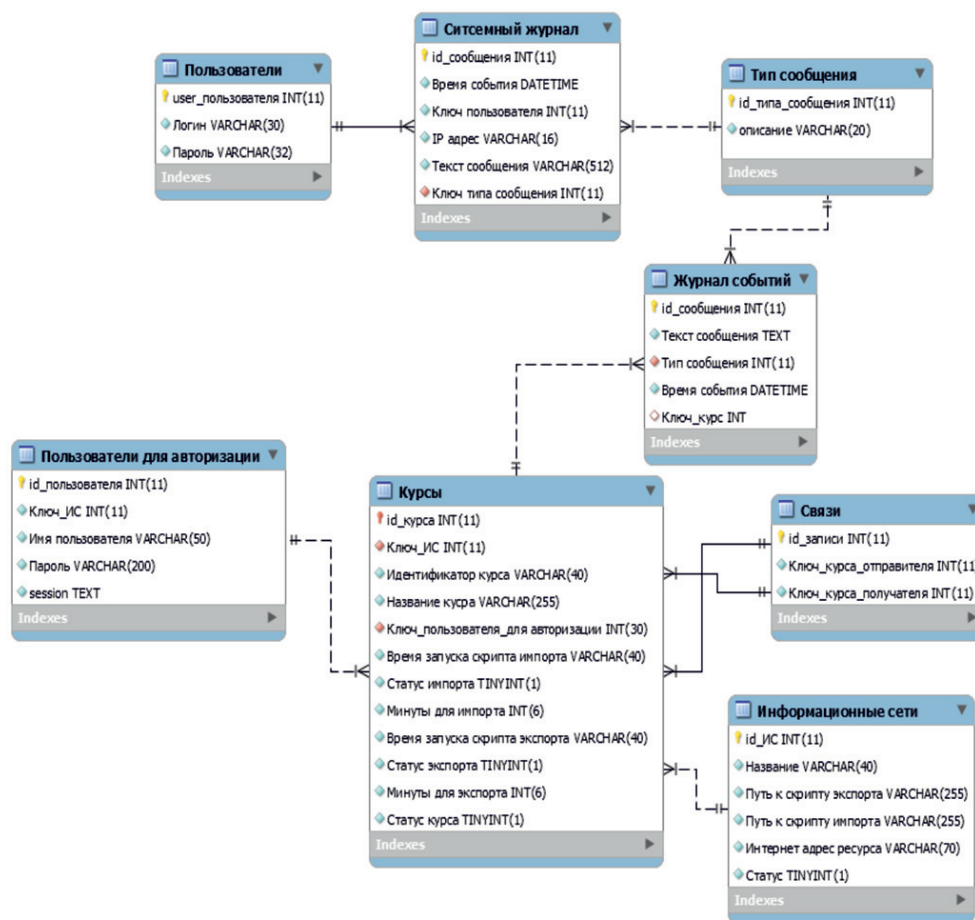 Пользователи
user_пользователя INT(11)
Логин VARCHAR(30)
Пароль VARCHAR(32)
Indexes
Ситсемный журнал
id_сообщения INT(11)
Время события DATETIME
Ключ пользователя INT(11)
IP адрес VARCHAR(16)
Текст сообщения VARCHAR(512)
Ключ типа сообщения INT(11)
Indexes
Тип сообщения
id_типа_сообщения INT(11)
описание VARCHAR(20)
Indexes
Журнал событий
id_сообщения INT(11)
Текст сообщения TEXT
Тип сообщения INT(11)
Время события DATETIME
Ключ_курс INT
Indexes
Пользователи для авторизации
id_пользователя INT(11)
Ключ_ИС INT(11)
Имя пользователя VARCHAR(50)
Пароль VARCHAR(200)
session TEXT
Indexes
Курсы
id_курса INT(11)
Ключ_ИС INT(11)
Идентификатор курса VARCHAR(40)
Название кусра VARCHAR(255)
Ключ_пользователя_для авторизации INT(30)
Время запуска скрипта импорта VARCHAR(40)
Статус импорта TINYINT(1)
Минуты для импорта INT(6)
Время запуска скрипта экспорта VARCHAR(40)
Статус экспорта TINYINT(1)
Минуты для экспорта INT(6)
Статус курса TINYINT(1)
Indexes
Связи
id_записи INT(11)
Ключ_курса_отправителя INT(11
Ключ_курса_получателя INT(11)
Indexes
Информационные сети
id_ИС INT(11)
Название VARCHAR(40)
Путь к скрипту экспорта VARCHAR(255)
Путь к скрипту импорта VARCHAR(255)
Интернет адрес ресурса VARCHAR(70)
Статус TINYINT(1)
Indexes